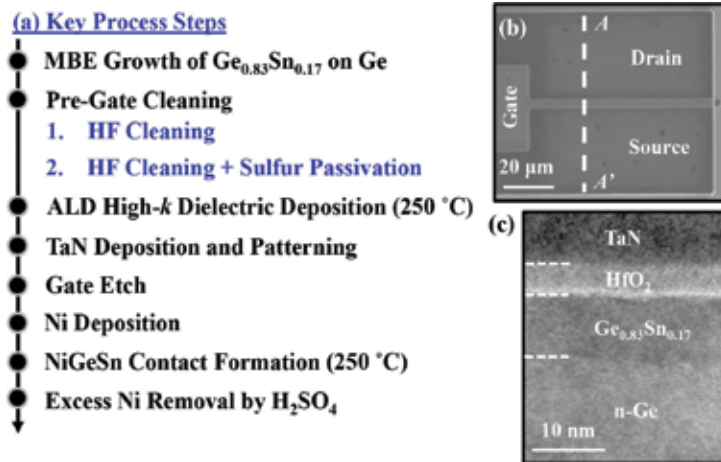 (a) Key Process Steps
MBE Growth of Ge₀.₈₃Sn₀.₁₇ on Ge
Pre-Gate Cleaning
1. HF Cleaning
2. HF Cleaning + Sulfur Passivation
ALD High-k Dielectric Deposition (250 ˚C)
TaN Deposition and Patterning
Gate Etch
Ni Deposition
NiGeSn Contact Formation (250 ˚C)
Excess Ni Removal by H₂SO₄
(b)
A
Drain
Gate
Source
20 µm
A’
(c)
TaN
HfO₂
Ge₀.₈₃Sn₀.₁₇
n-Ge
10 nm